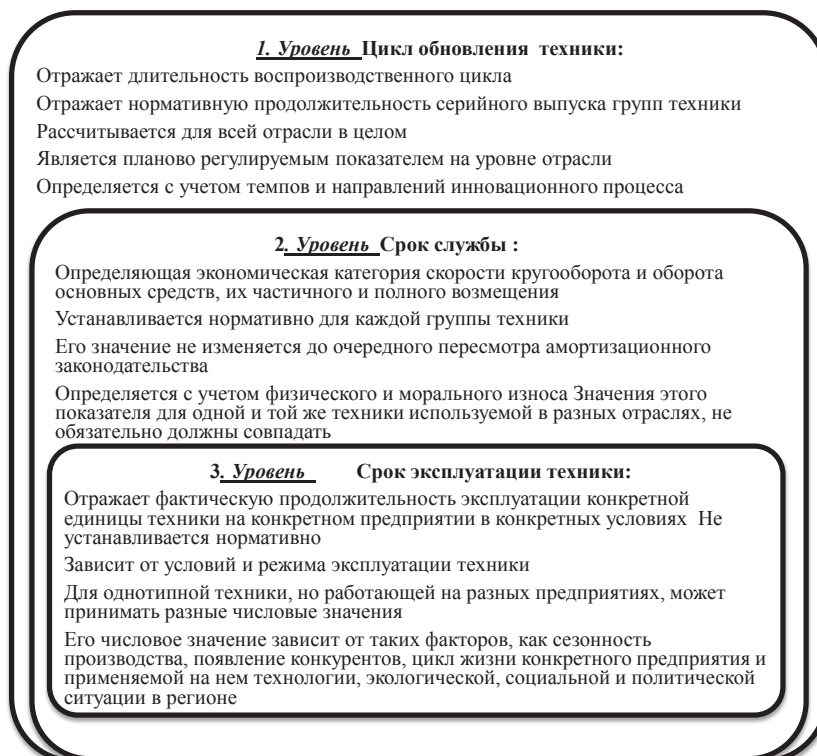 1. Уровень Цикл обновления техники:
Отражает длительность воспроизводственного цикла
Отражает нормативную продолжительность серийного выпуска групп техники
Рассчитывается для всей отрасли в целом
Является планово регулируемым показателем на уровне отрасли
Определяется с учетом темпов и направлений инновационного процесса
2. Уровень Срок службы :
Определяющая экономическая категория скорости кругооборота и оборота
основных средств, их частичного и полного возмещения
Устанавливается нормативно для каждой группы техники
Его значение не изменяется до очередного пересмотра амортизационного
законодательства
Определяется с учетом физического и морального износа Значения этого
показателя для одной и той же техники используемой в разных отраслях, не
обязательно должны совпадать
3. Уровень Срок эксплуатации техники:
Отражает фактическую продолжительность эксплуатации конкретной
единицы техники на конкретном предприятии в конкретных условиях Не
устанавливается нормативно
Зависит от условий и режима эксплуатации техники
Для однотипной техники, но работающей на разных предприятиях, может
принимать разные числовые значения
Его числовое значение зависит от таких факторов, как сезонность
производства, появление конкурентов, цикл жизни конкретного предприятия и
применяемой на нем технологии, экологической, социальной и политической
ситуации в регионе